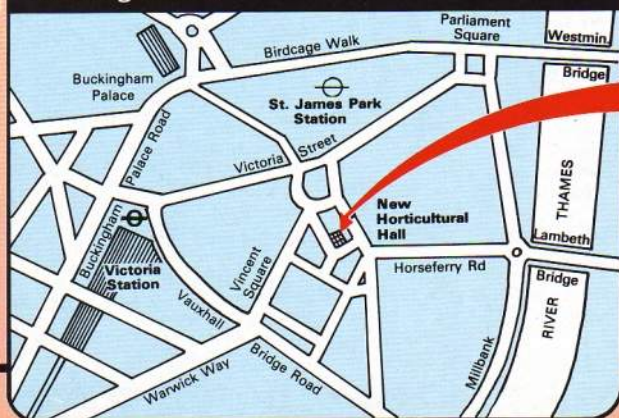 Parliament
Square
Westmin.
Birdcage Walk
Bridge
Buckingham
Palace
St. James Park
Station
Victoria Street
Buckingham Palace Road
THAMES
New
Horticultural
Hall
Lambeth
Victoria
Station
Vincent
Square
Horseferry Rd
Bridge
Vauxhall Bridge Road
RIVER
Millbank
Warwick Way